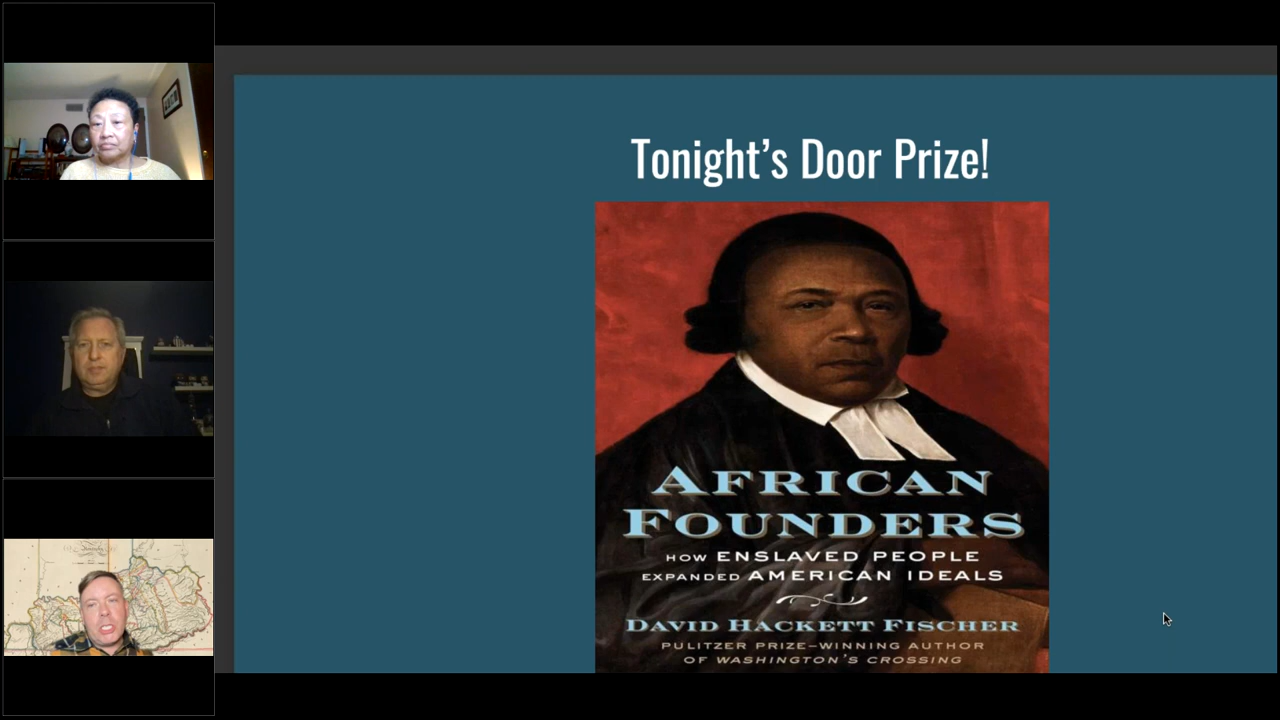 Tonight's Door Prize!
AFRICAN
FOUNDERS
HOW ENSLAVED PEOPLE
EXPANDED AMERICAN IDEALS
DAVID HACKETT FISCHER
PULITZER PRIZE–WINNING AUTHOR
OF WASHINGTON'S CROSSING